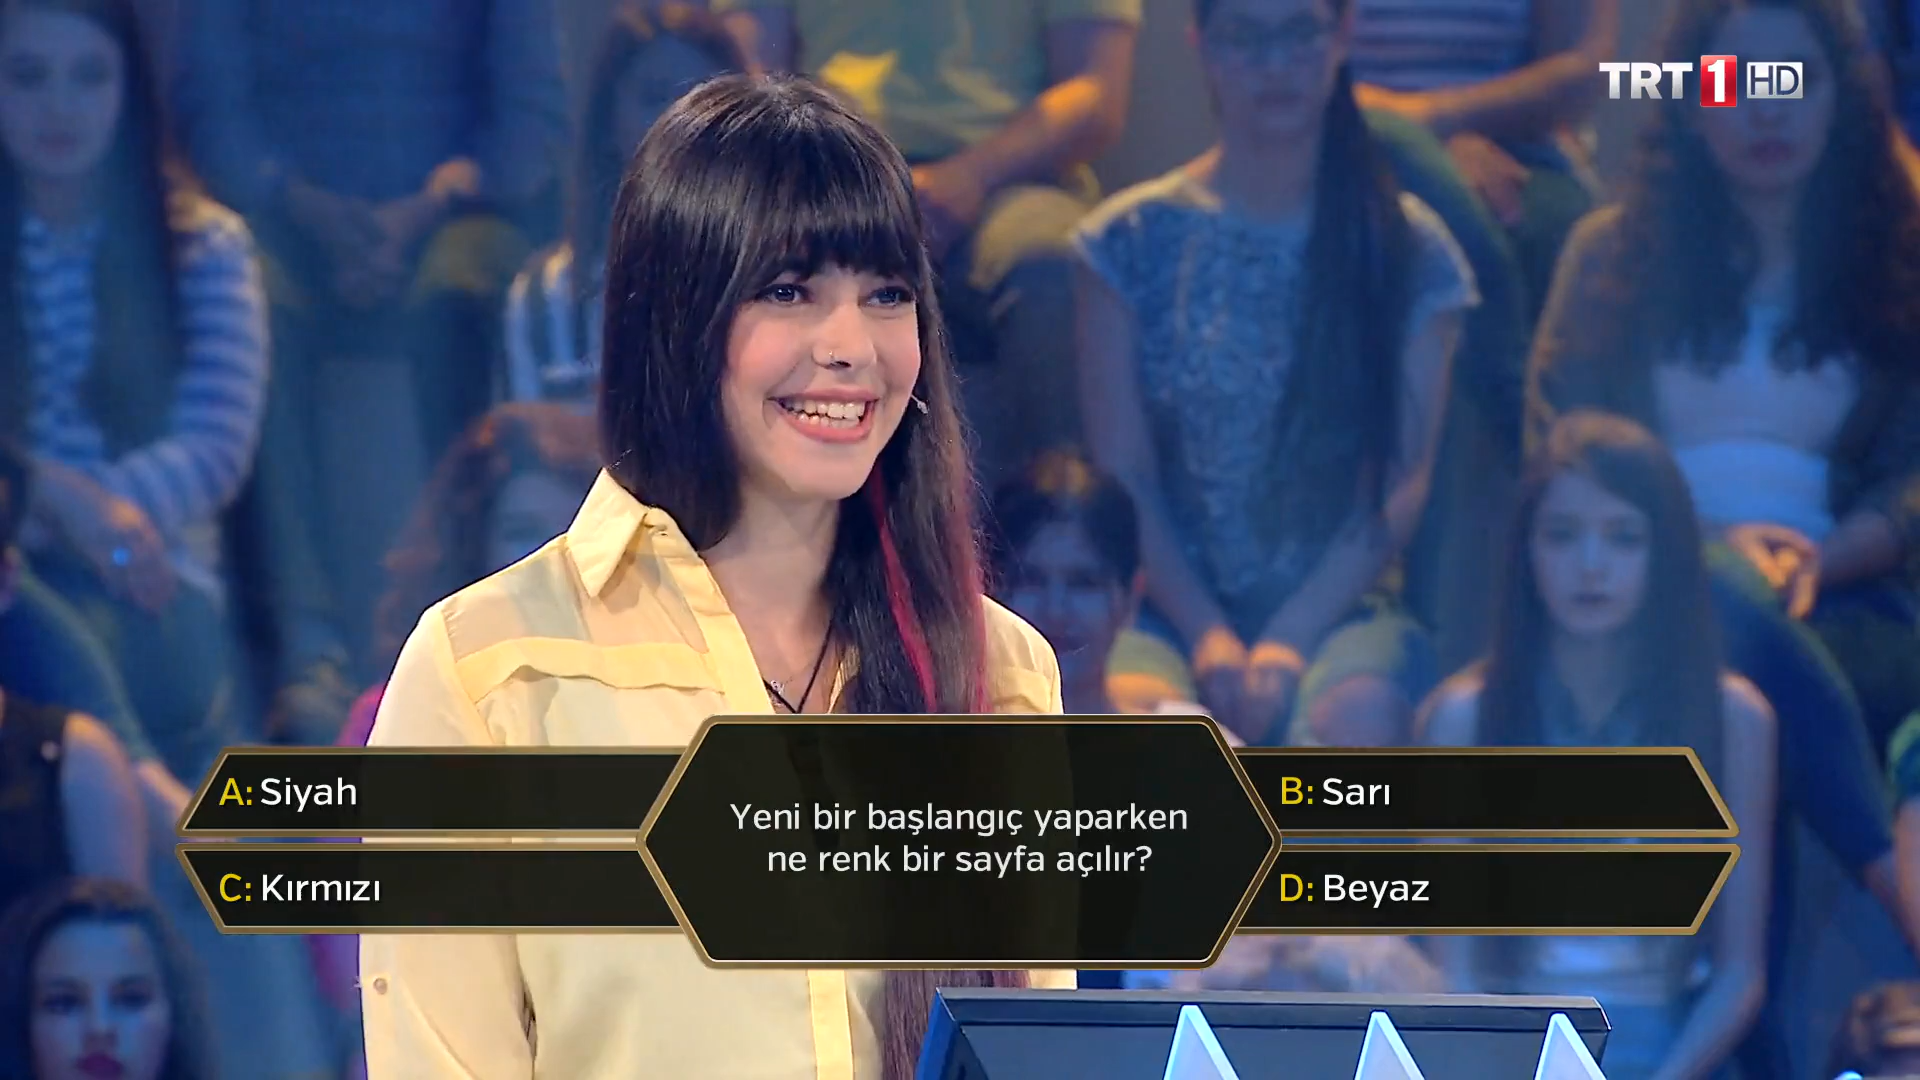 TRT 1 HD
Yeni bir başlangıç yaparken
ne renk bir sayfa açılır?
A: Siyah
B: Sarı
C: Kırmızı
D: Beyaz